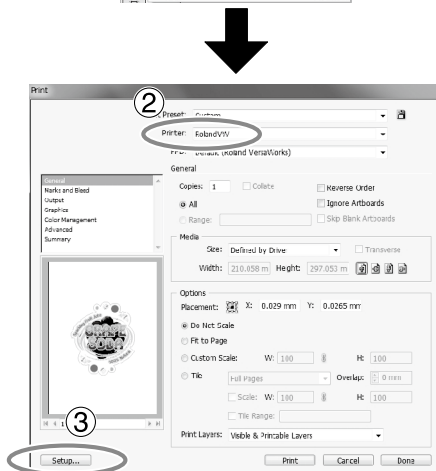 Print
②
Preset: Custom
Printer: RolandVW
PPD: Default (Roland VersaWorks)
General
General
Marks and Bleed
Output
Graphics
Color Management
Advanced
Summary
Copies: 1 Collate Reverse Order
All Ignore Artboards
Range: Skip Blank Artboards
Media
Size: Defined by Driver Transverse
Width: 210.058 m Height: 297.053 m
Options
Placement: X: 0.029 mm Y: 0.0265 mm
Do Not Scale
Fit to Page
Custom Scale: W: 100 H: 100
Tile Full Pages Overlap: 0 mm
Scale: W: 100 H: 100
Tile Range:
GRAPE
SODA
1
③
Print Layers: Visible & Printable Layers
Setup... Print Cancel Done